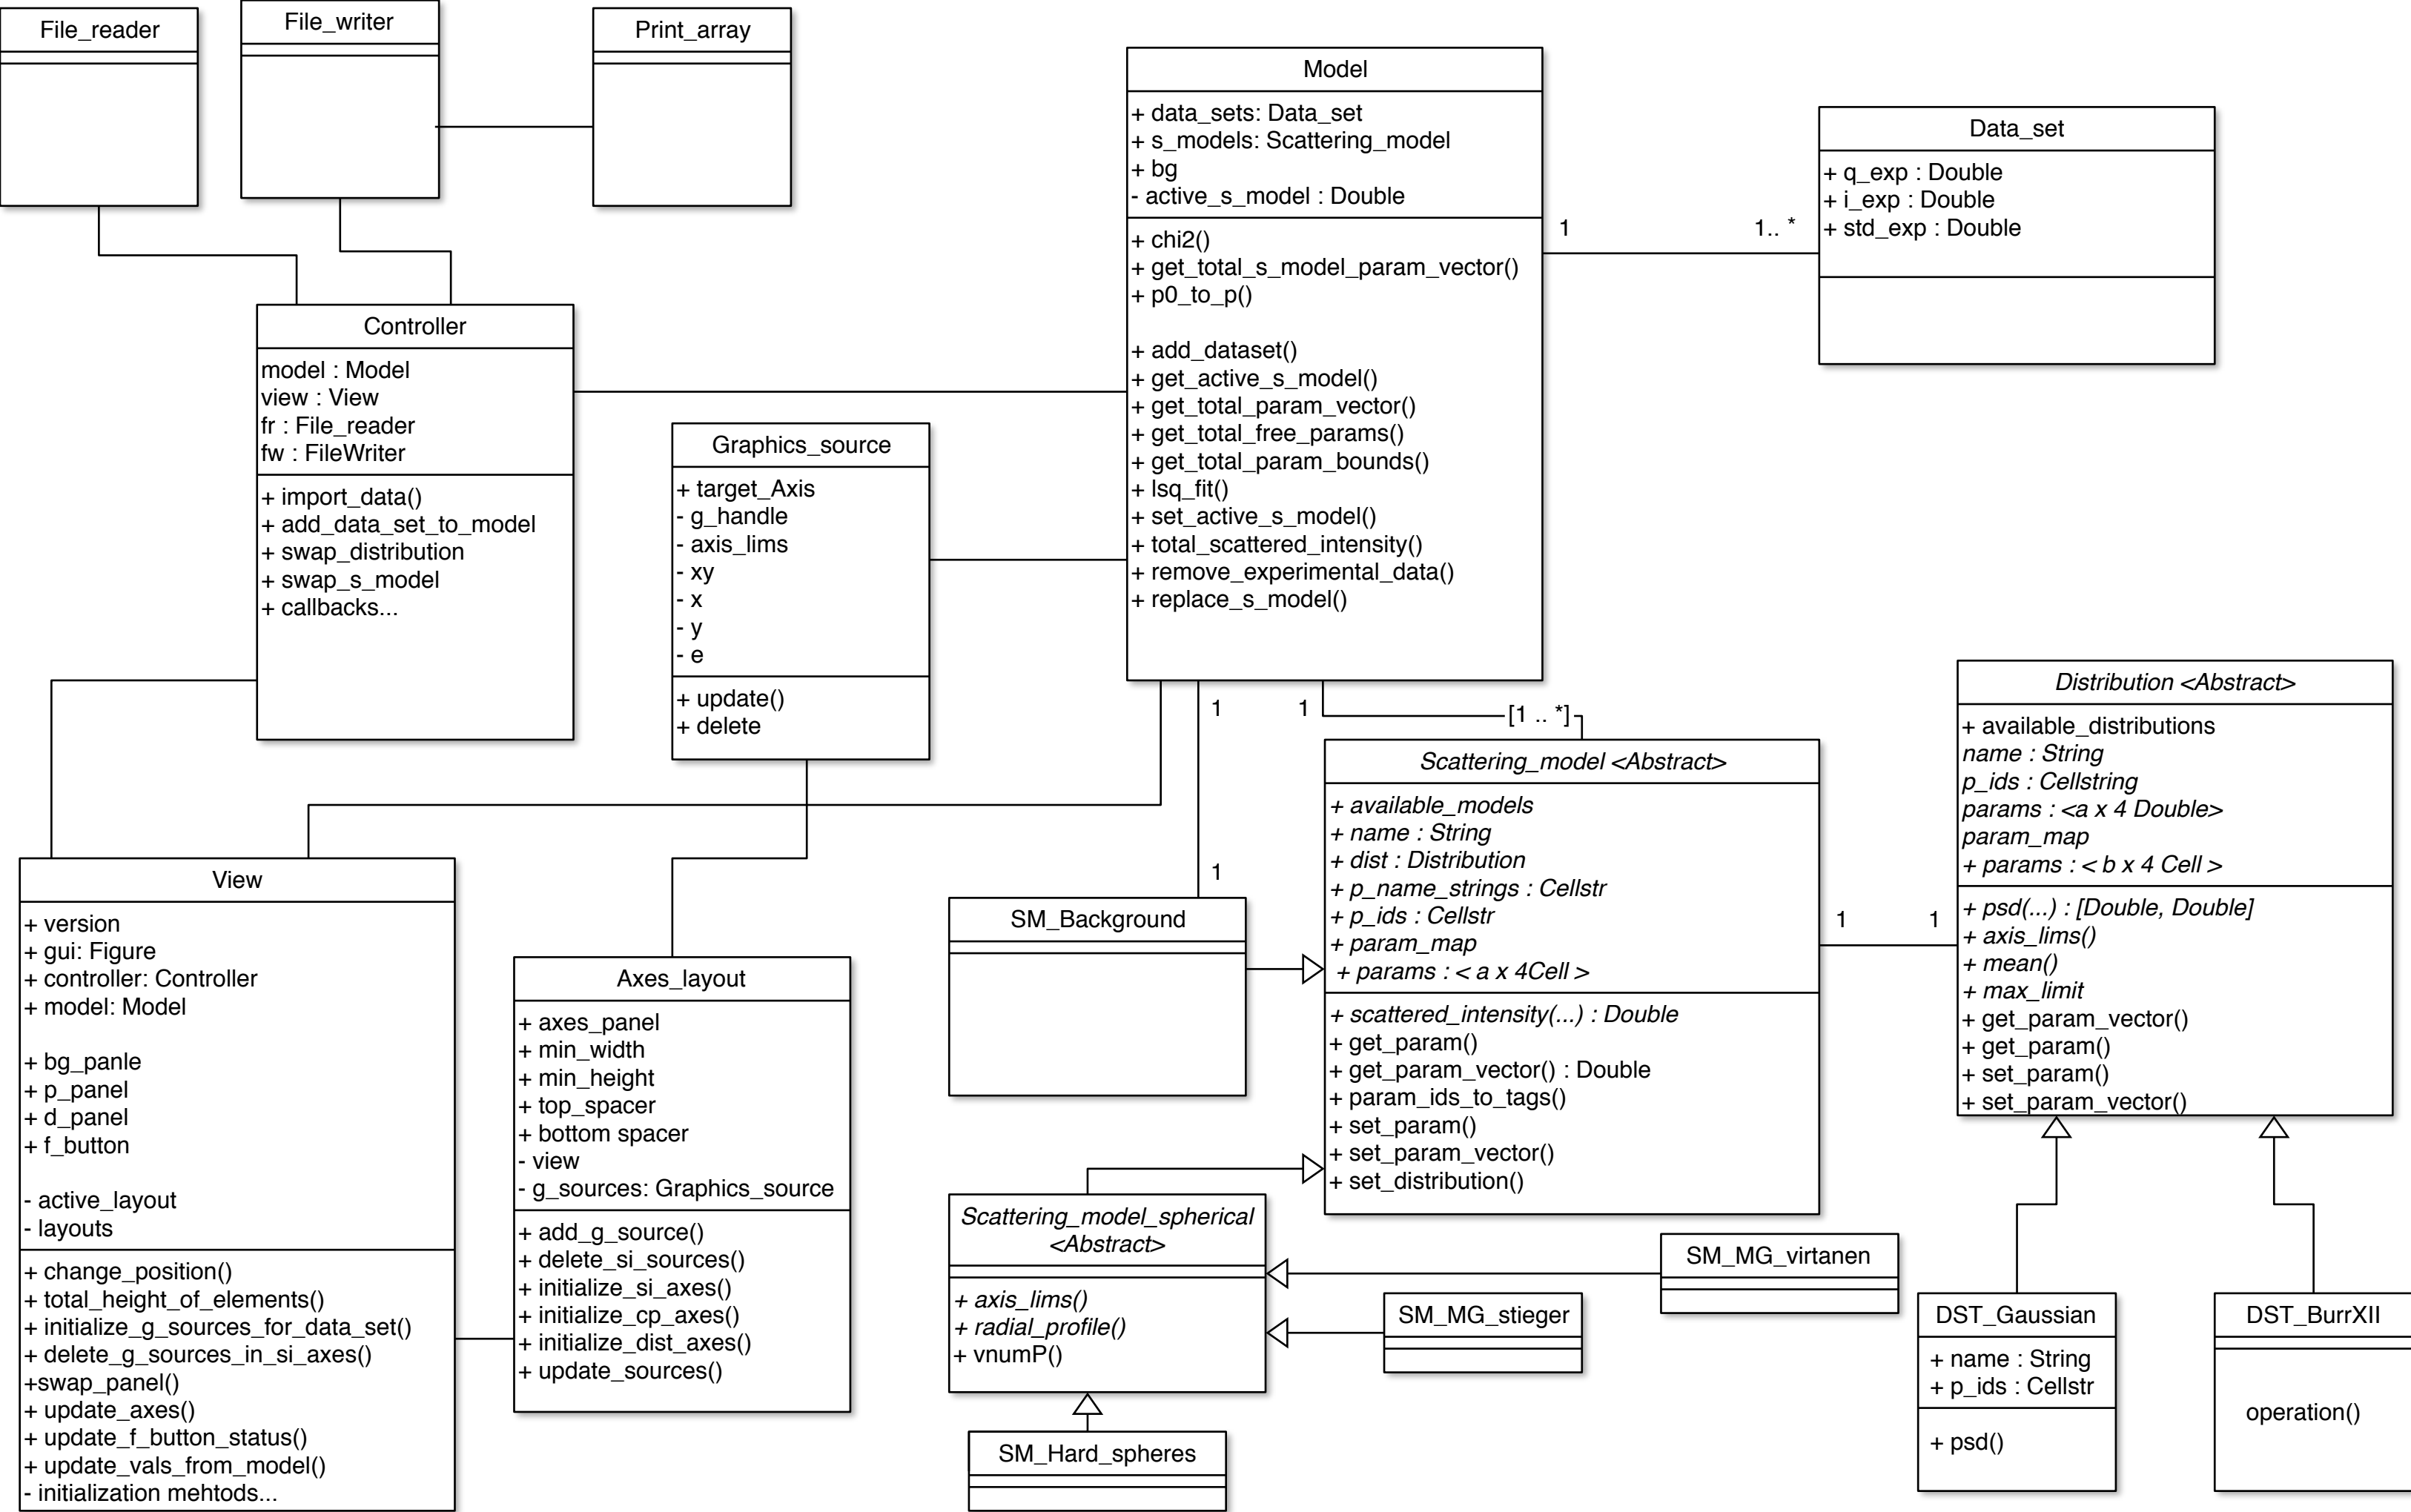 File_reader
File_writer
Print_array
Model
+ data_sets: Data_set
+ s_models: Scattering_model
+ bg
- active_s_model : Double
+ chi2()
+ get_total_s_model_param_vector()
+ p0_to_p()
+ add_dataset()
+ get_active_s_model()
+ get_total_param_vector()
+ get_total_free_params()
+ get_total_param_bounds()
+ lsq_fit()
+ set_active_s_model()
+ total_scattered_intensity()
+ remove_experimental_data()
+ replace_s_model()
1
1.. *
Data_set
+ q_exp : Double
+ i_exp : Double
+ std_exp : Double
Controller
model : Model
view : View
fr : File_reader
fw : FileWriter
+ import_data()
+ add_data_set_to_model
+ swap_distribution
+ swap_s_model
+ callbacks...
Graphics_source
+ target_Axis
- g_handle
- axis_lims
- xy
- x
- y
- e
+ update()
+ delete
1
1
[1 .. *]
1
Scattering_model <Abstract>
+ available_models
+ name : String
+ dist : Distribution
+ p_name_strings : Cellstr
+ p_ids : Cellstr
+ param_map
+ params : < a x 4Cell >
+ scattered_intensity(...) : Double
+ get_param()
+ get_param_vector() : Double
+ param_ids_to_tags()
+ set_param()
+ set_param_vector()
+ set_distribution()
1
1
Distribution <Abstract>
+ available_distributions
name : String
p_ids : Cellstring
params : <a x 4 Double>
param_map
+ params : < b x 4 Cell >
+ psd(...) : [Double, Double]
+ axis_lims()
+ mean()
+ max_limit
+ get_param_vector()
+ get_param()
+ set_param()
+ set_param_vector()
View
+ version
+ gui: Figure
+ controller: Controller
+ model: Model
+ bg_panle
+ p_panel
+ d_panel
+ f_button
- active_layout
- layouts
+ change_position()
+ total_height_of_elements()
+ initialize_g_sources_for_data_set()
+ delete_g_sources_in_si_axes()
+swap_panel()
+ update_axes()
+ update_f_button_status()
+ update_vals_from_model()
- initialization mehtods...
Axes_layout
+ axes_panel
+ min_width
+ min_height
+ top_spacer
+ bottom spacer
- view
- g_sources: Graphics_source
+ add_g_source()
+ delete_si_sources()
+ initialize_si_axes()
+ initialize_cp_axes()
+ initialize_dist_axes()
+ update_sources()
SM_Background
Scattering_model_spherical
<Abstract>
+ axis_lims()
+ radial_profile()
+ vnumP()
SM_MG_virtanen
SM_MG_stieger
SM_Hard_spheres
DST_Gaussian
+ name : String
+ p_ids : Cellstr
+ psd()
DST_BurrXII
operation()